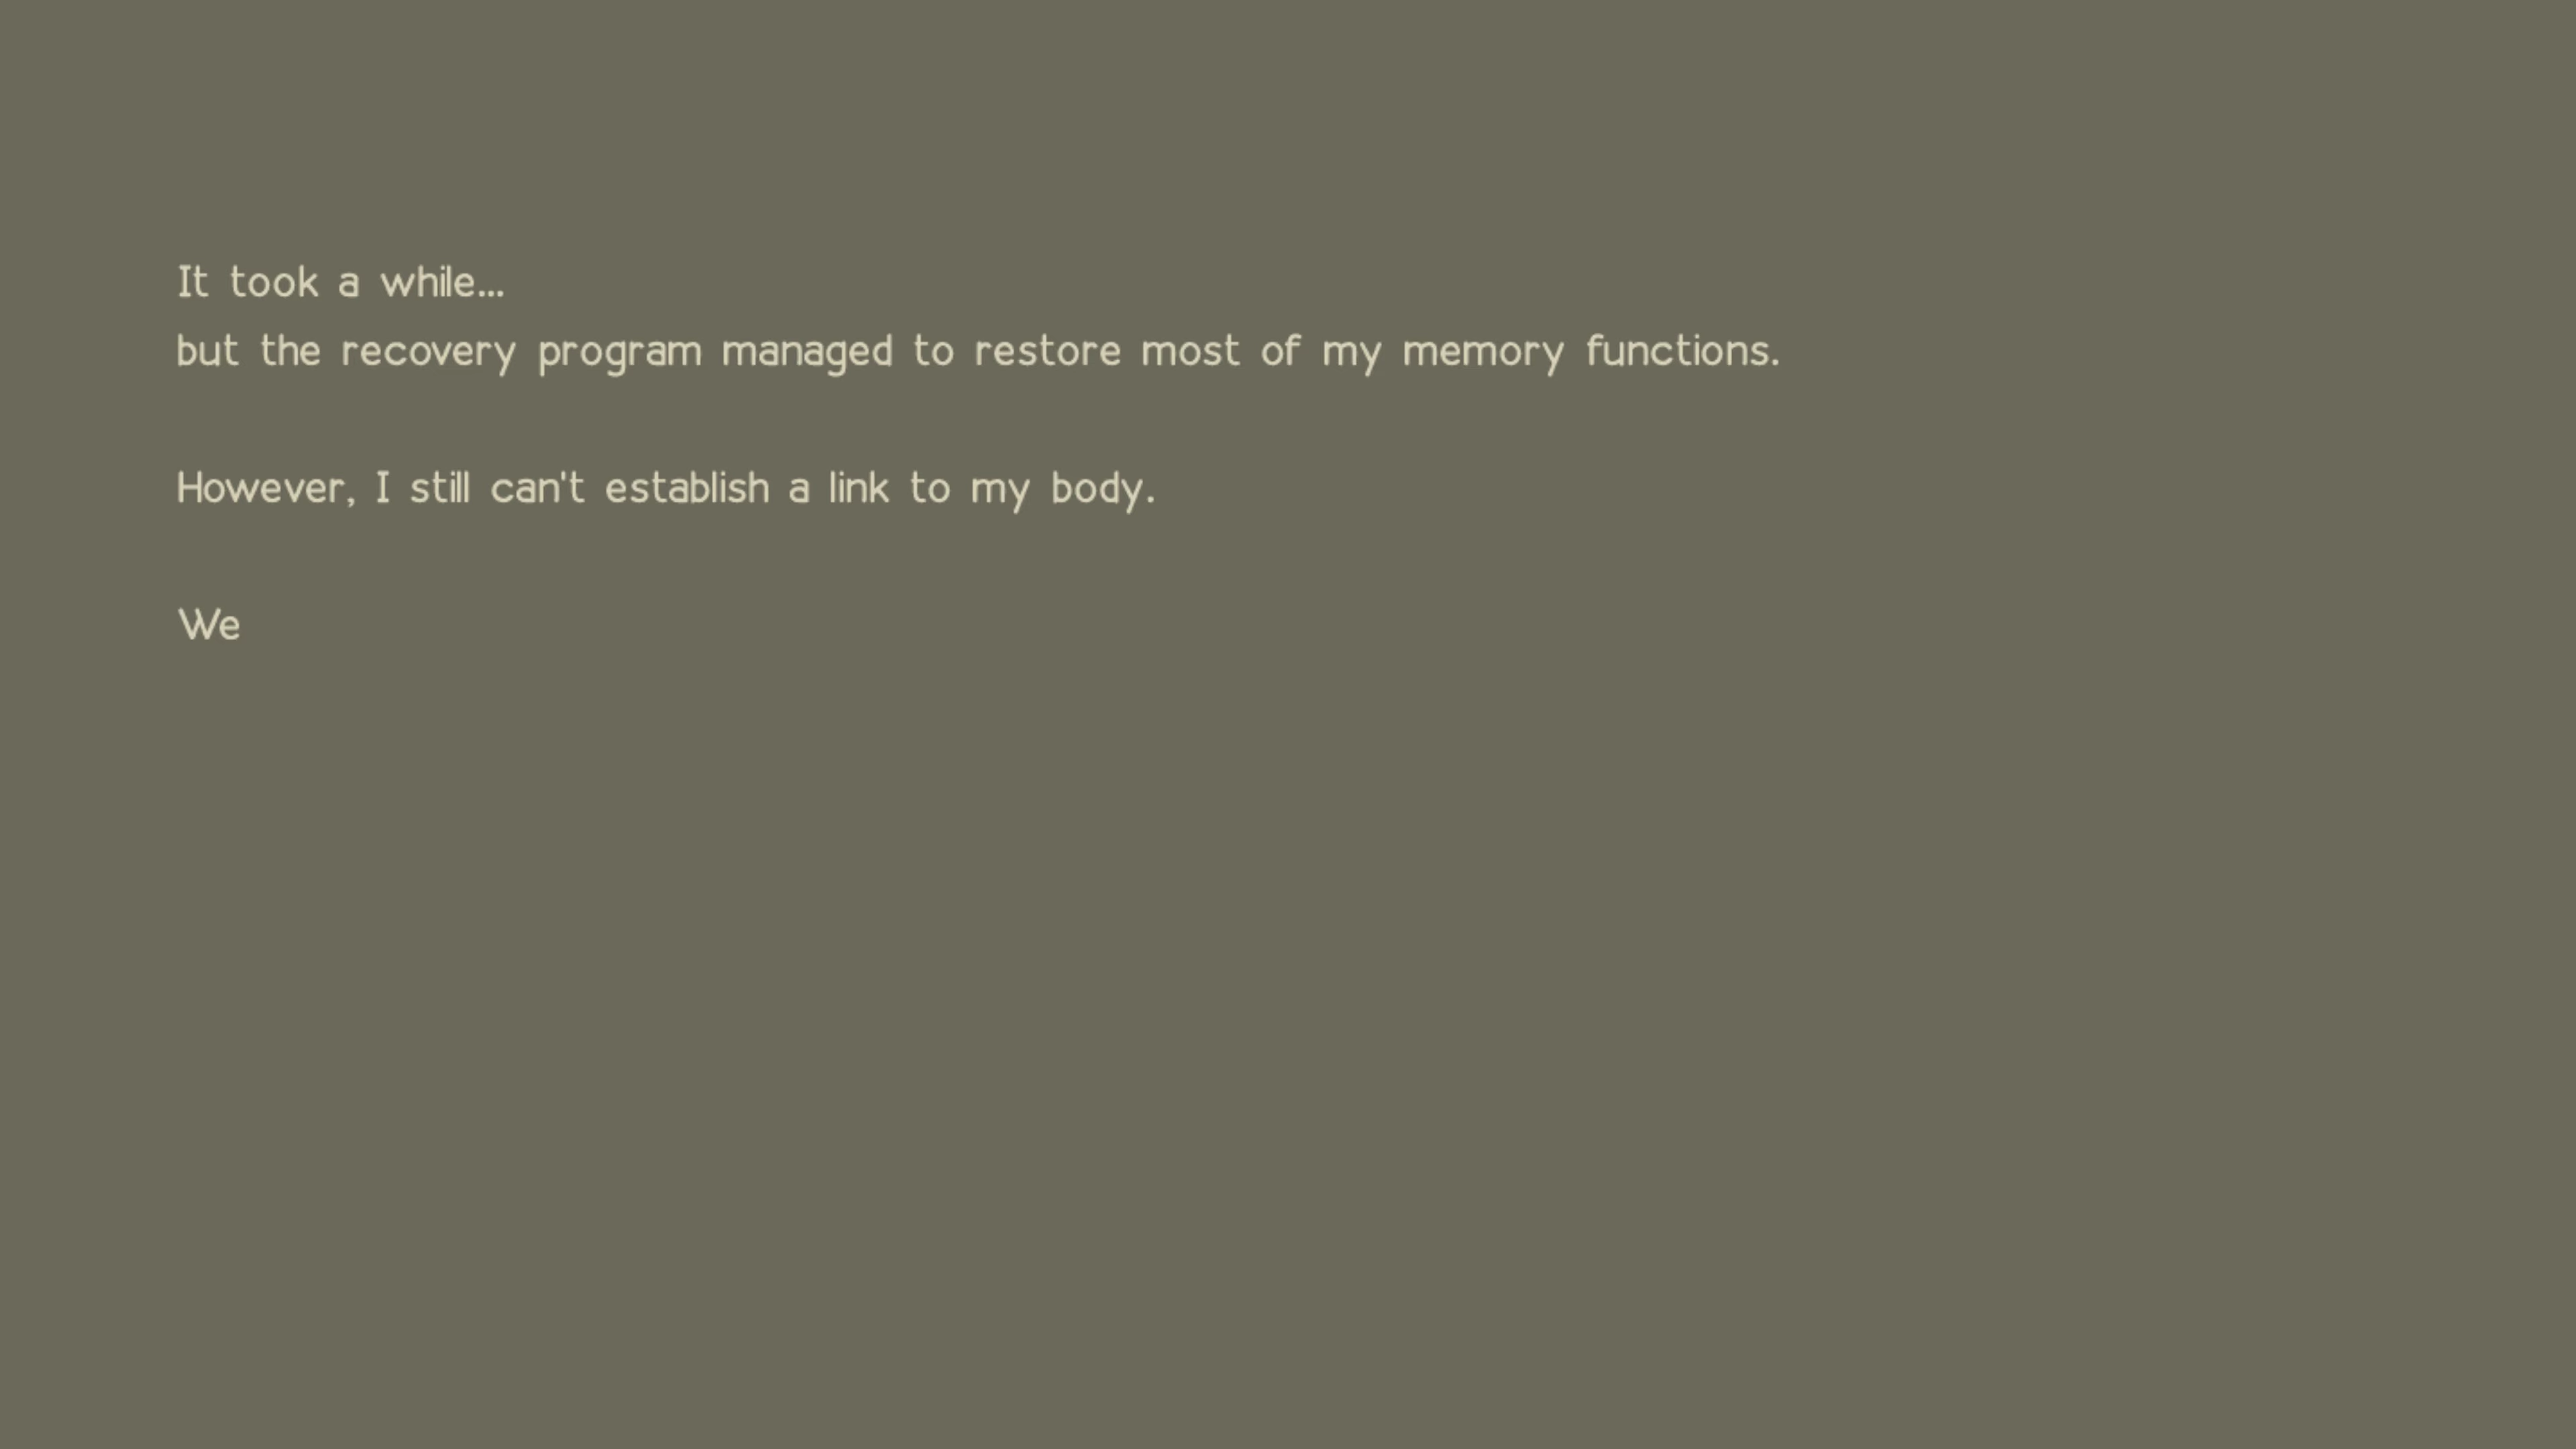 It took a while...
but the recovery program managed to restore most of my memory functions.
However, I still can't establish a link to my body.
We